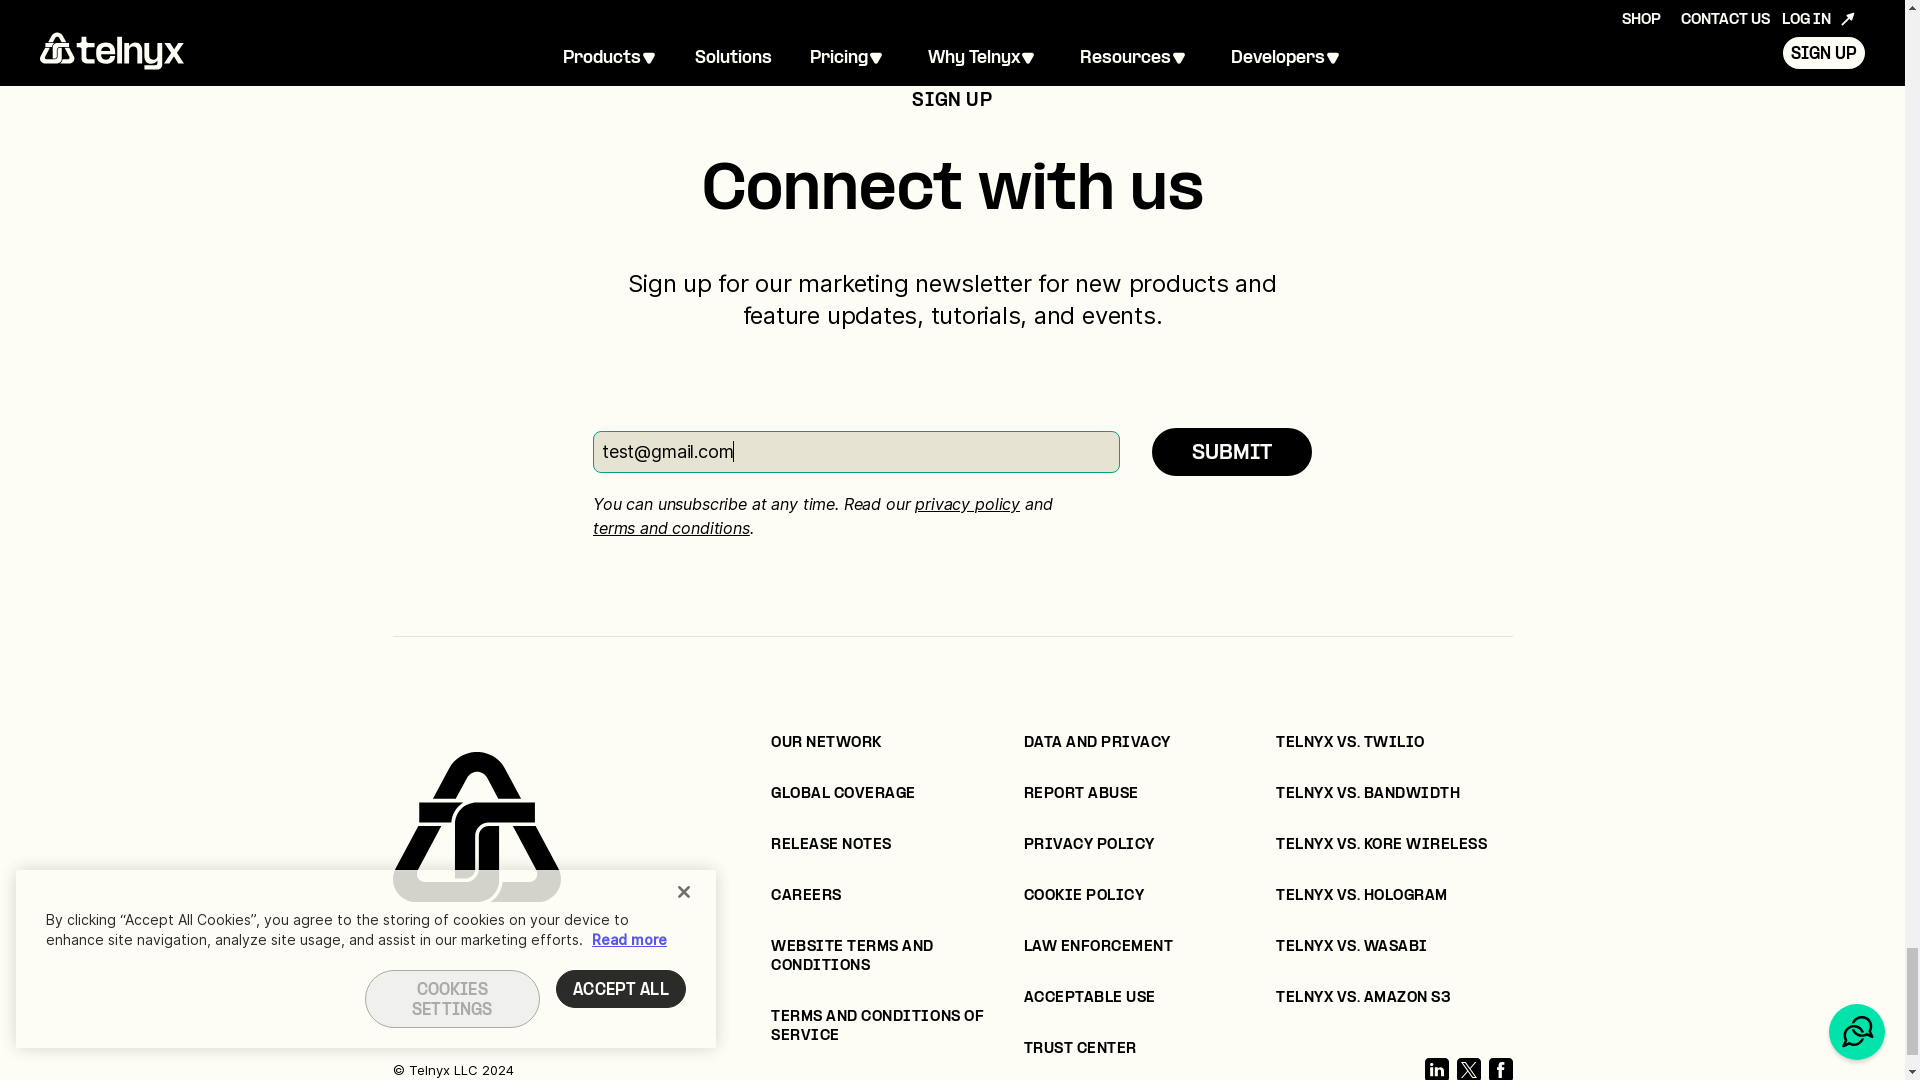 SHOP CONTACT US LOG IN
telnyx
Products Solutions Pricing Why Telnyx Resources Developers SIGN UP
SIGN UP
Connect with us
Sign up for our marketing newsletter for new products and
feature updates, tutorials, and events.
test@gmail.com SUBMIT
You can unsubscribe at any time. Read our privacy policy and
terms and conditions.
OUR NETWORK
GLOBAL COVERAGE
RELEASE NOTES
CAREERS
WEBSITE TERMS AND
CONDITIONS
TERMS AND CONDITIONS OF
SERVICE
DATA AND PRIVACY
REPORT ABUSE
PRIVACY POLICY
COOKIE POLICY
LAW ENFORCEMENT
ACCEPTABLE USE
TRUST CENTER
TELNYX VS. TWILIO
TELNYX VS. BANDWIDTH
TELNYX VS. KORE WIRELESS
TELNYX VS. HOLOGRAM
TELNYX VS. WASABI
TELNYX VS. AMAZON S3
By clicking “Accept All Cookies”, you agree to the storing of cookies on your device to
enhance site navigation, analyze site usage, and assist in our marketing efforts. Read more
COOKIES
SETTINGS
ACCEPT ALL
© Telnyx LLC 2024